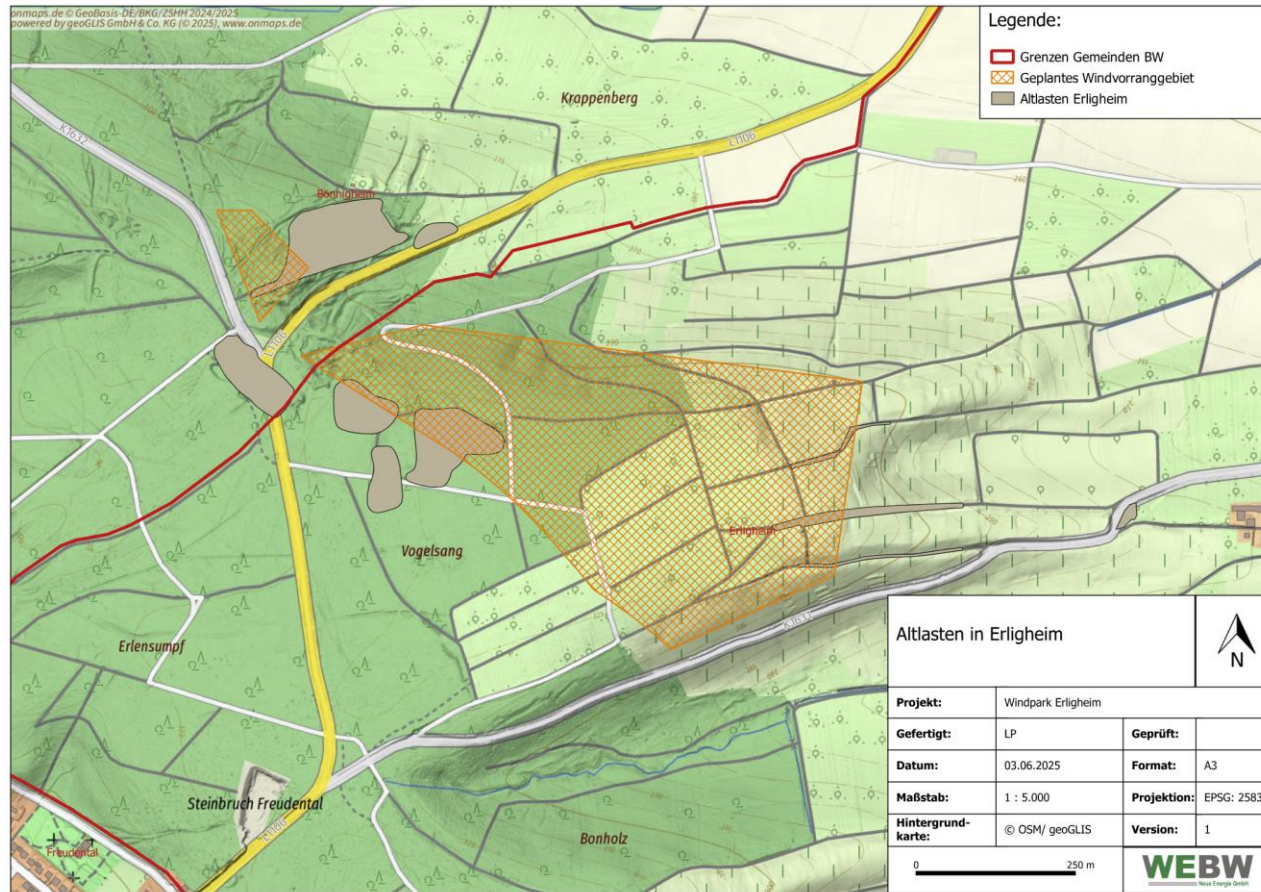 onmaps.de © GeoBasis-DE/BKG/ZSHH 2024/2025
powered by geoGLIS GmbH & Co. KG (© 2025), www.onmaps.de
Legende:
Grenzen Gemeinden BW
Geplantes Windvorranggebiet
Altlasten Erligheim
Krappenberg
K1632
L1106
Bönnigheim
L1106
Vogelsang
Erligheim
Erlensumpf
K1633
Steinbruch Freudental
L1106
Bonholz
Freudental
Altlasten in Erligheim
N
Projekt: Windpark Erligheim
Gefertigt: LP Geprüft:
Datum: 03.06.2025 Format: A3
Maßstab: 1 : 5.000 Projektion: EPSG: 2583
Hintergrund-
karte: © OSM/ geoGLIS Version: 1
0 250 m
WEBW
Neue Energie GmbH